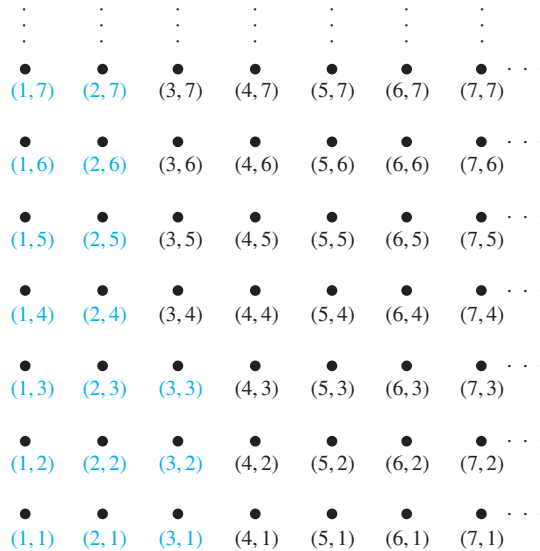 (1, 7) (2, 7) (3, 7) (4, 7) (5, 7) (6, 7) (7, 7)
(1, 6) (2, 6) (3, 6) (4, 6) (5, 6) (6, 6) (7, 6)
(1, 5) (2, 5) (3, 5) (4, 5) (5, 5) (6, 5) (7, 5)
(1, 4) (2, 4) (3, 4) (4, 4) (5, 4) (6, 4) (7, 4)
(1, 3) (2, 3) (3, 3) (4, 3) (5, 3) (6, 3) (7, 3)
(1, 2) (2, 2) (3, 2) (4, 2) (5, 2) (6, 2) (7, 2)
(1, 1) (2, 1) (3, 1) (4, 1) (5, 1) (6, 1) (7, 1)